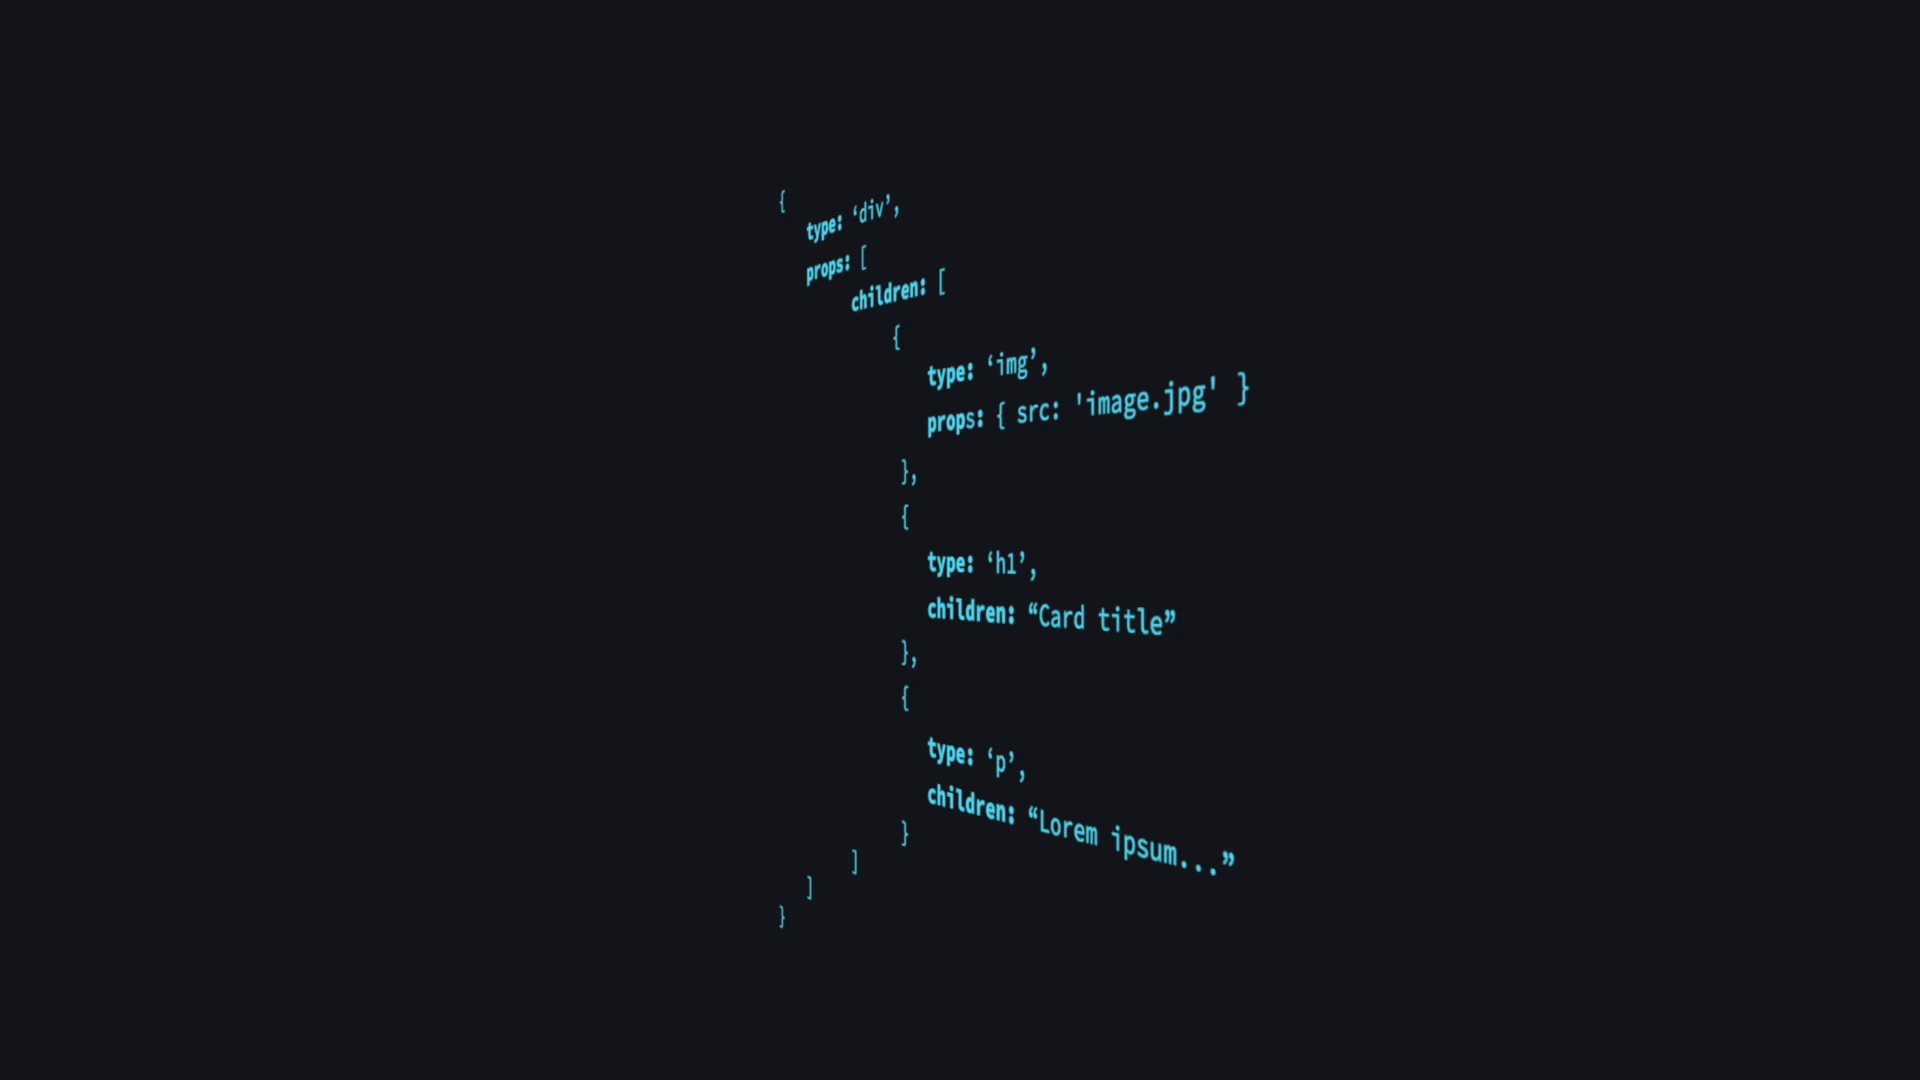 {
type: ‘div’,
props: [
children: [
{
type: ‘img’,
props: { src: 'image.jpg' }
},
{
type: ‘h1’,
children: “Card title”
},
{
type: ‘p’,
children: “Lorem ipsum...”
}
]
]
}